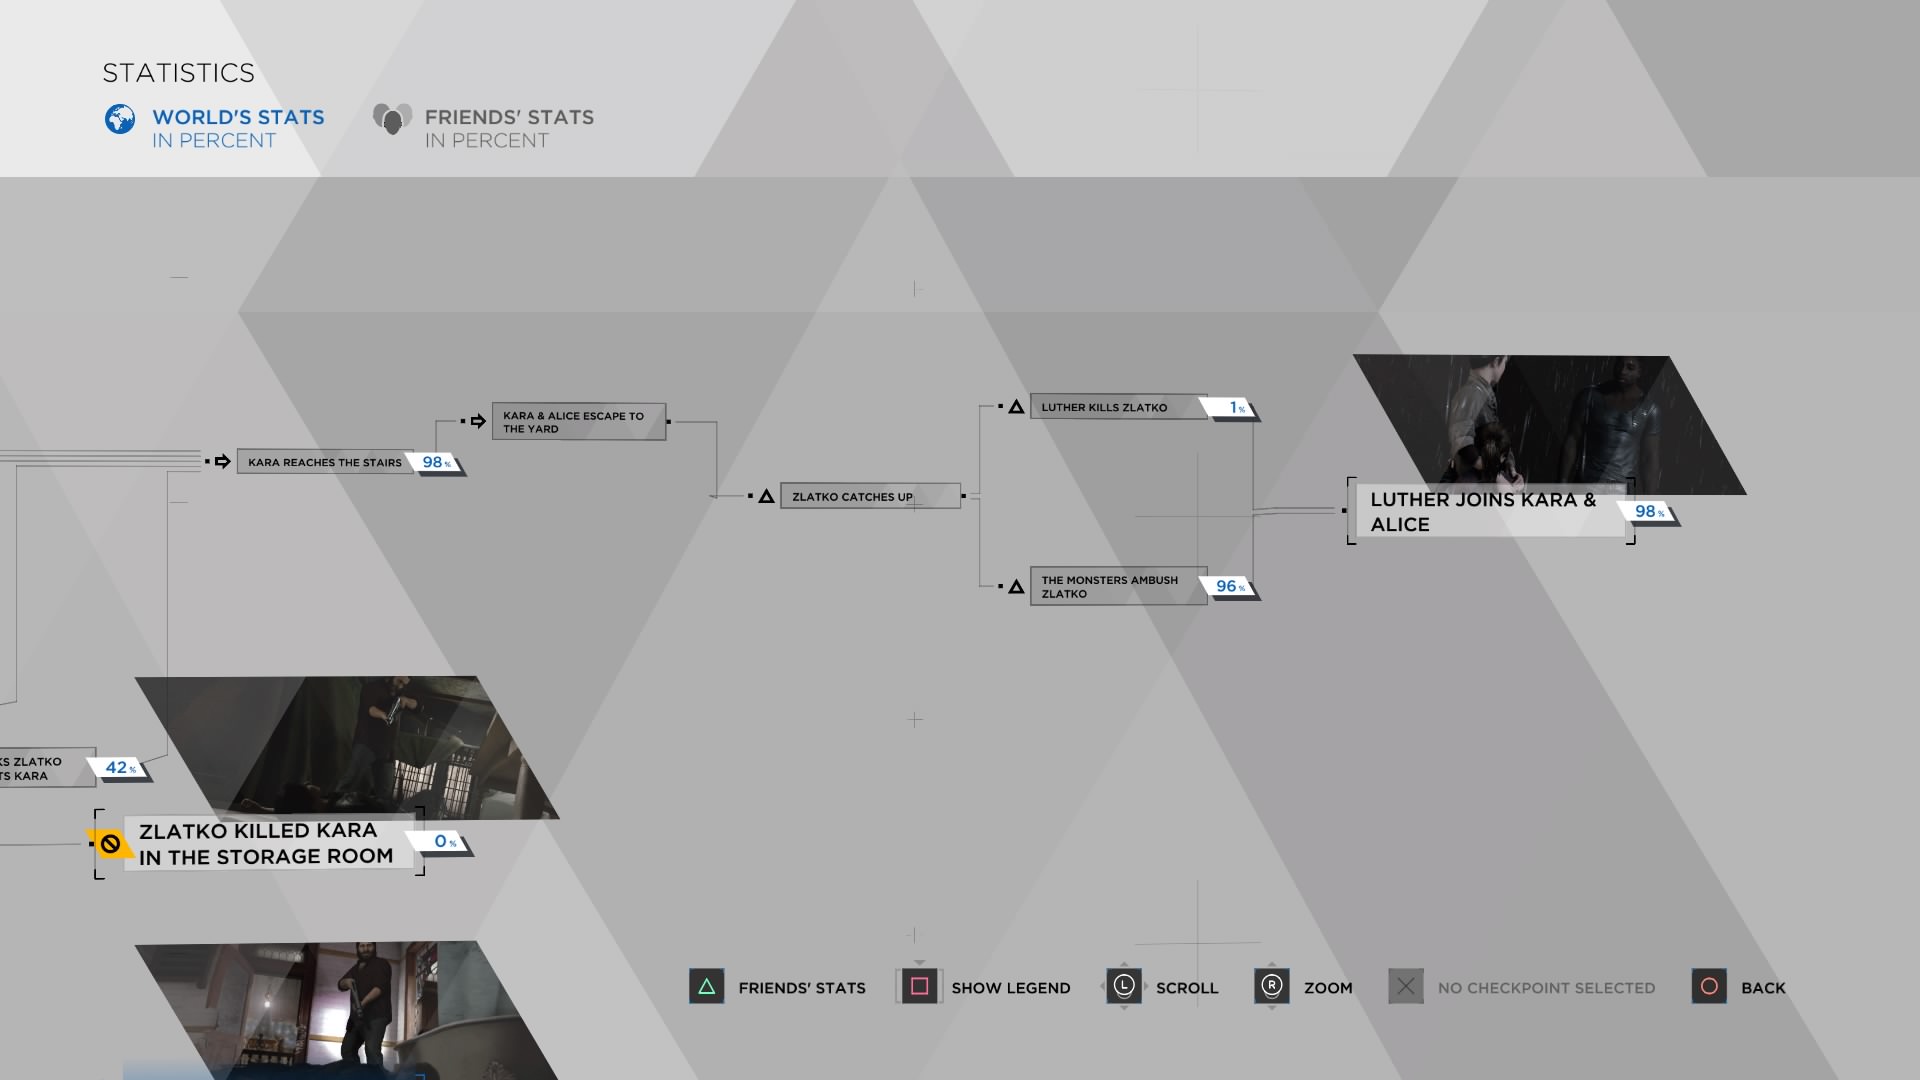 STATISTICS
WORLD'S STATS
IN PERCENT
FRIENDS' STATS
IN PERCENT
KARA REACHES THE STAIRS
98%
KARA & ALICE ESCAPE TO
THE YARD
ZLATKO CATCHES UP
LUTHER KILLS ZLATKO
1%
THE MONSTERS AMBUSH
ZLATKO
96%
LUTHER JOINS KARA &
ALICE
98%
KS ZLATKO
TS KARA
42%
ZLATKO KILLED KARA
IN THE STORAGE ROOM
0%
FRIENDS' STATS
SHOW LEGEND
L
SCROLL
R
ZOOM
NO CHECKPOINT SELECTED
BACK